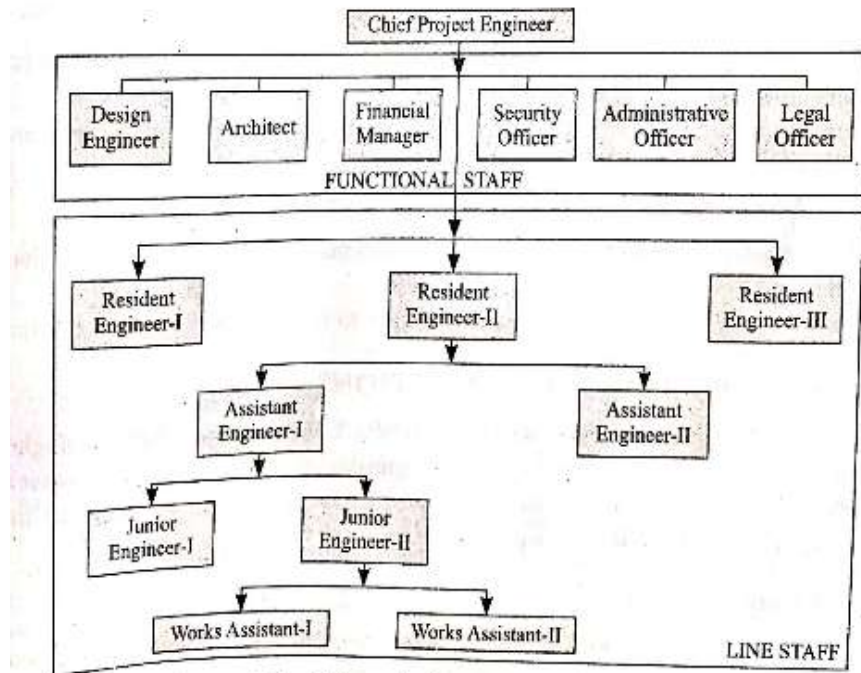 Chief Project Engineer
Design
Engineer
Architect
Financial
Manager
Security
Officer
Administrative
Officer
Legal
Officer
FUNCTIONAL STAFF
Resident
Engineer-I
Resident
Engineer-II
Resident
Engineer-III
Assistant
Engineer-I
Assistant
Engineer-II
Junior
Engineer-I
Junior
Engineer-II
Works Assistant-I
Works Assistant-II
LINE STAFF